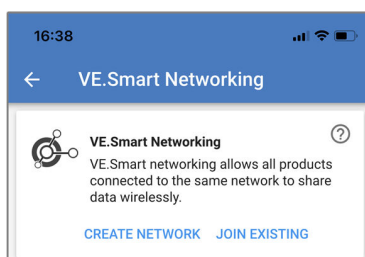 16:38
VE.Smart Networking
VE.Smart Networking
VE.Smart networking allows all products
connected to the same network to share
data wirelessly.
CREATE NETWORK JOIN EXISTING